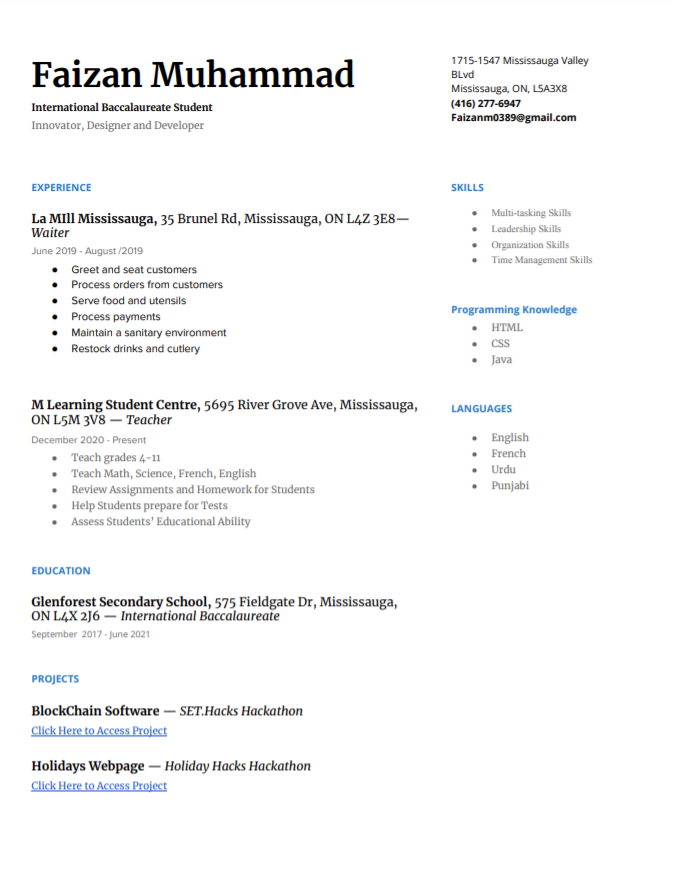 Faizan Muhammad
International Baccalaureate Student
Innovator, Designer and Developer
1715-1547 Mississauga Valley
BLvd
Mississauga, ON, L5A3X8
(416) 277-6947
Faizanm0389@gmail.com
EXPERIENCE
La MIll Mississauga, 35 Brunel Rd, Mississauga, ON L4Z 3E8—
Waiter
June 2019 - August /2019
● Greet and seat customers
● Process orders from customers
● Serve food and utensils
● Process payments
● Maintain a sanitary environment
● Restock drinks and cutlery
M Learning Student Centre, 5695 River Grove Ave, Mississauga,
ON L5M 3V8 — Teacher
December 2020 - Present
● Teach grades 4-11
● Teach Math, Science, French, English
● Review Assignments and Homework for Students
● Help Students prepare for Tests
● Assess Students' Educational Ability
EDUCATION
Glenforest Secondary School, 575 Fieldgate Dr, Mississauga,
ON L4X 2J6 — International Baccalaureate
September 2017 - June 2021
PROJECTS
BlockChain Software — SET.Hacks Hackathon
Click Here to Access Project
Holidays Webpage — Holiday Hacks Hackathon
Click Here to Access Project
SKILLS
● Multi-tasking Skills
● Leadership Skills
● Organization Skills
● Time Management Skills
Programming Knowledge
● HTML
● CSS
● Java
LANGUAGES
● English
● French
● Urdu
● Punjabi